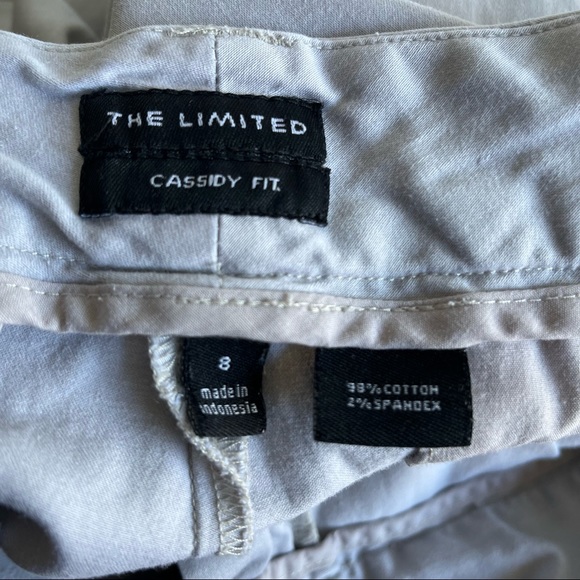 THE LIMITED
CASSIDY FIT.
8
made in
indonesia
98% COTTON
2% SPANDEX